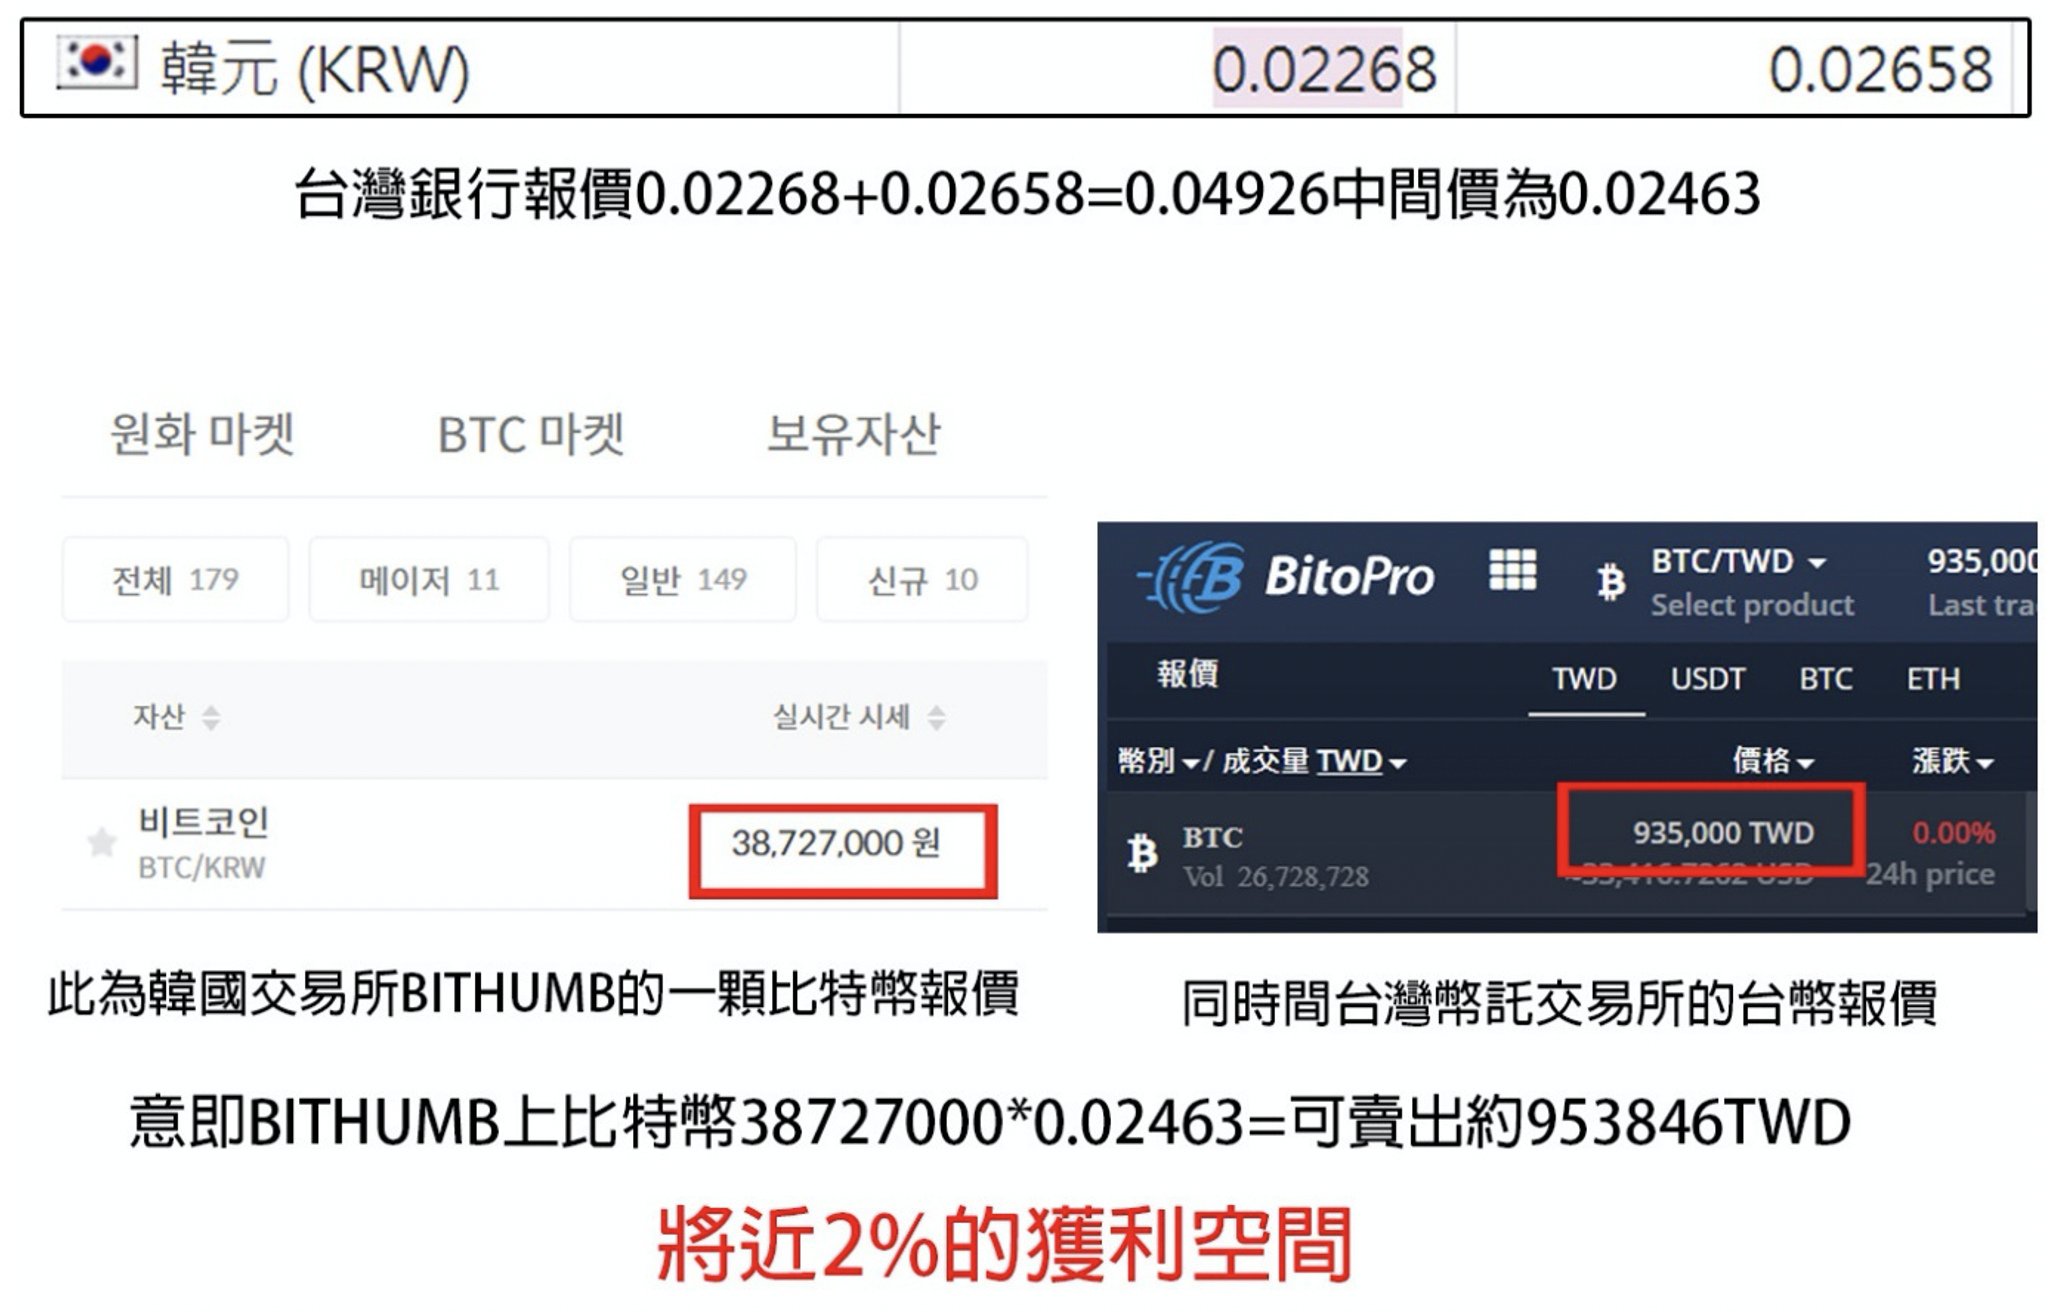 韓元 (KRW) 0.02268 0.02658
台灣銀行報價0.02268+0.02658=0.04926中間價為0.02463
원화 마켓 BTC 마켓 보유자산
전체 179 메이저 11 일반 149 신규 10
자산 실시간 시세
비트코인 38,727,000 원
BTC/KRW
BitoPro BTC/TWD 935,000
Select product Last tra
報價 TWD USDT BTC ETH
幣別 / 成交量 TWD 價格 漲跌
BTC 935,000 TWD 0.00%
Vol 26,728,728 ≈33,416.7262 USD 24h price
此為韓國交易所BITHUMB的一顆比特幣報價
同時間台灣幣託交易所的台幣報價
意即BITHUMB上比特幣38727000*0.02463=可賣出約953846TWD
將近2%的獲利空間